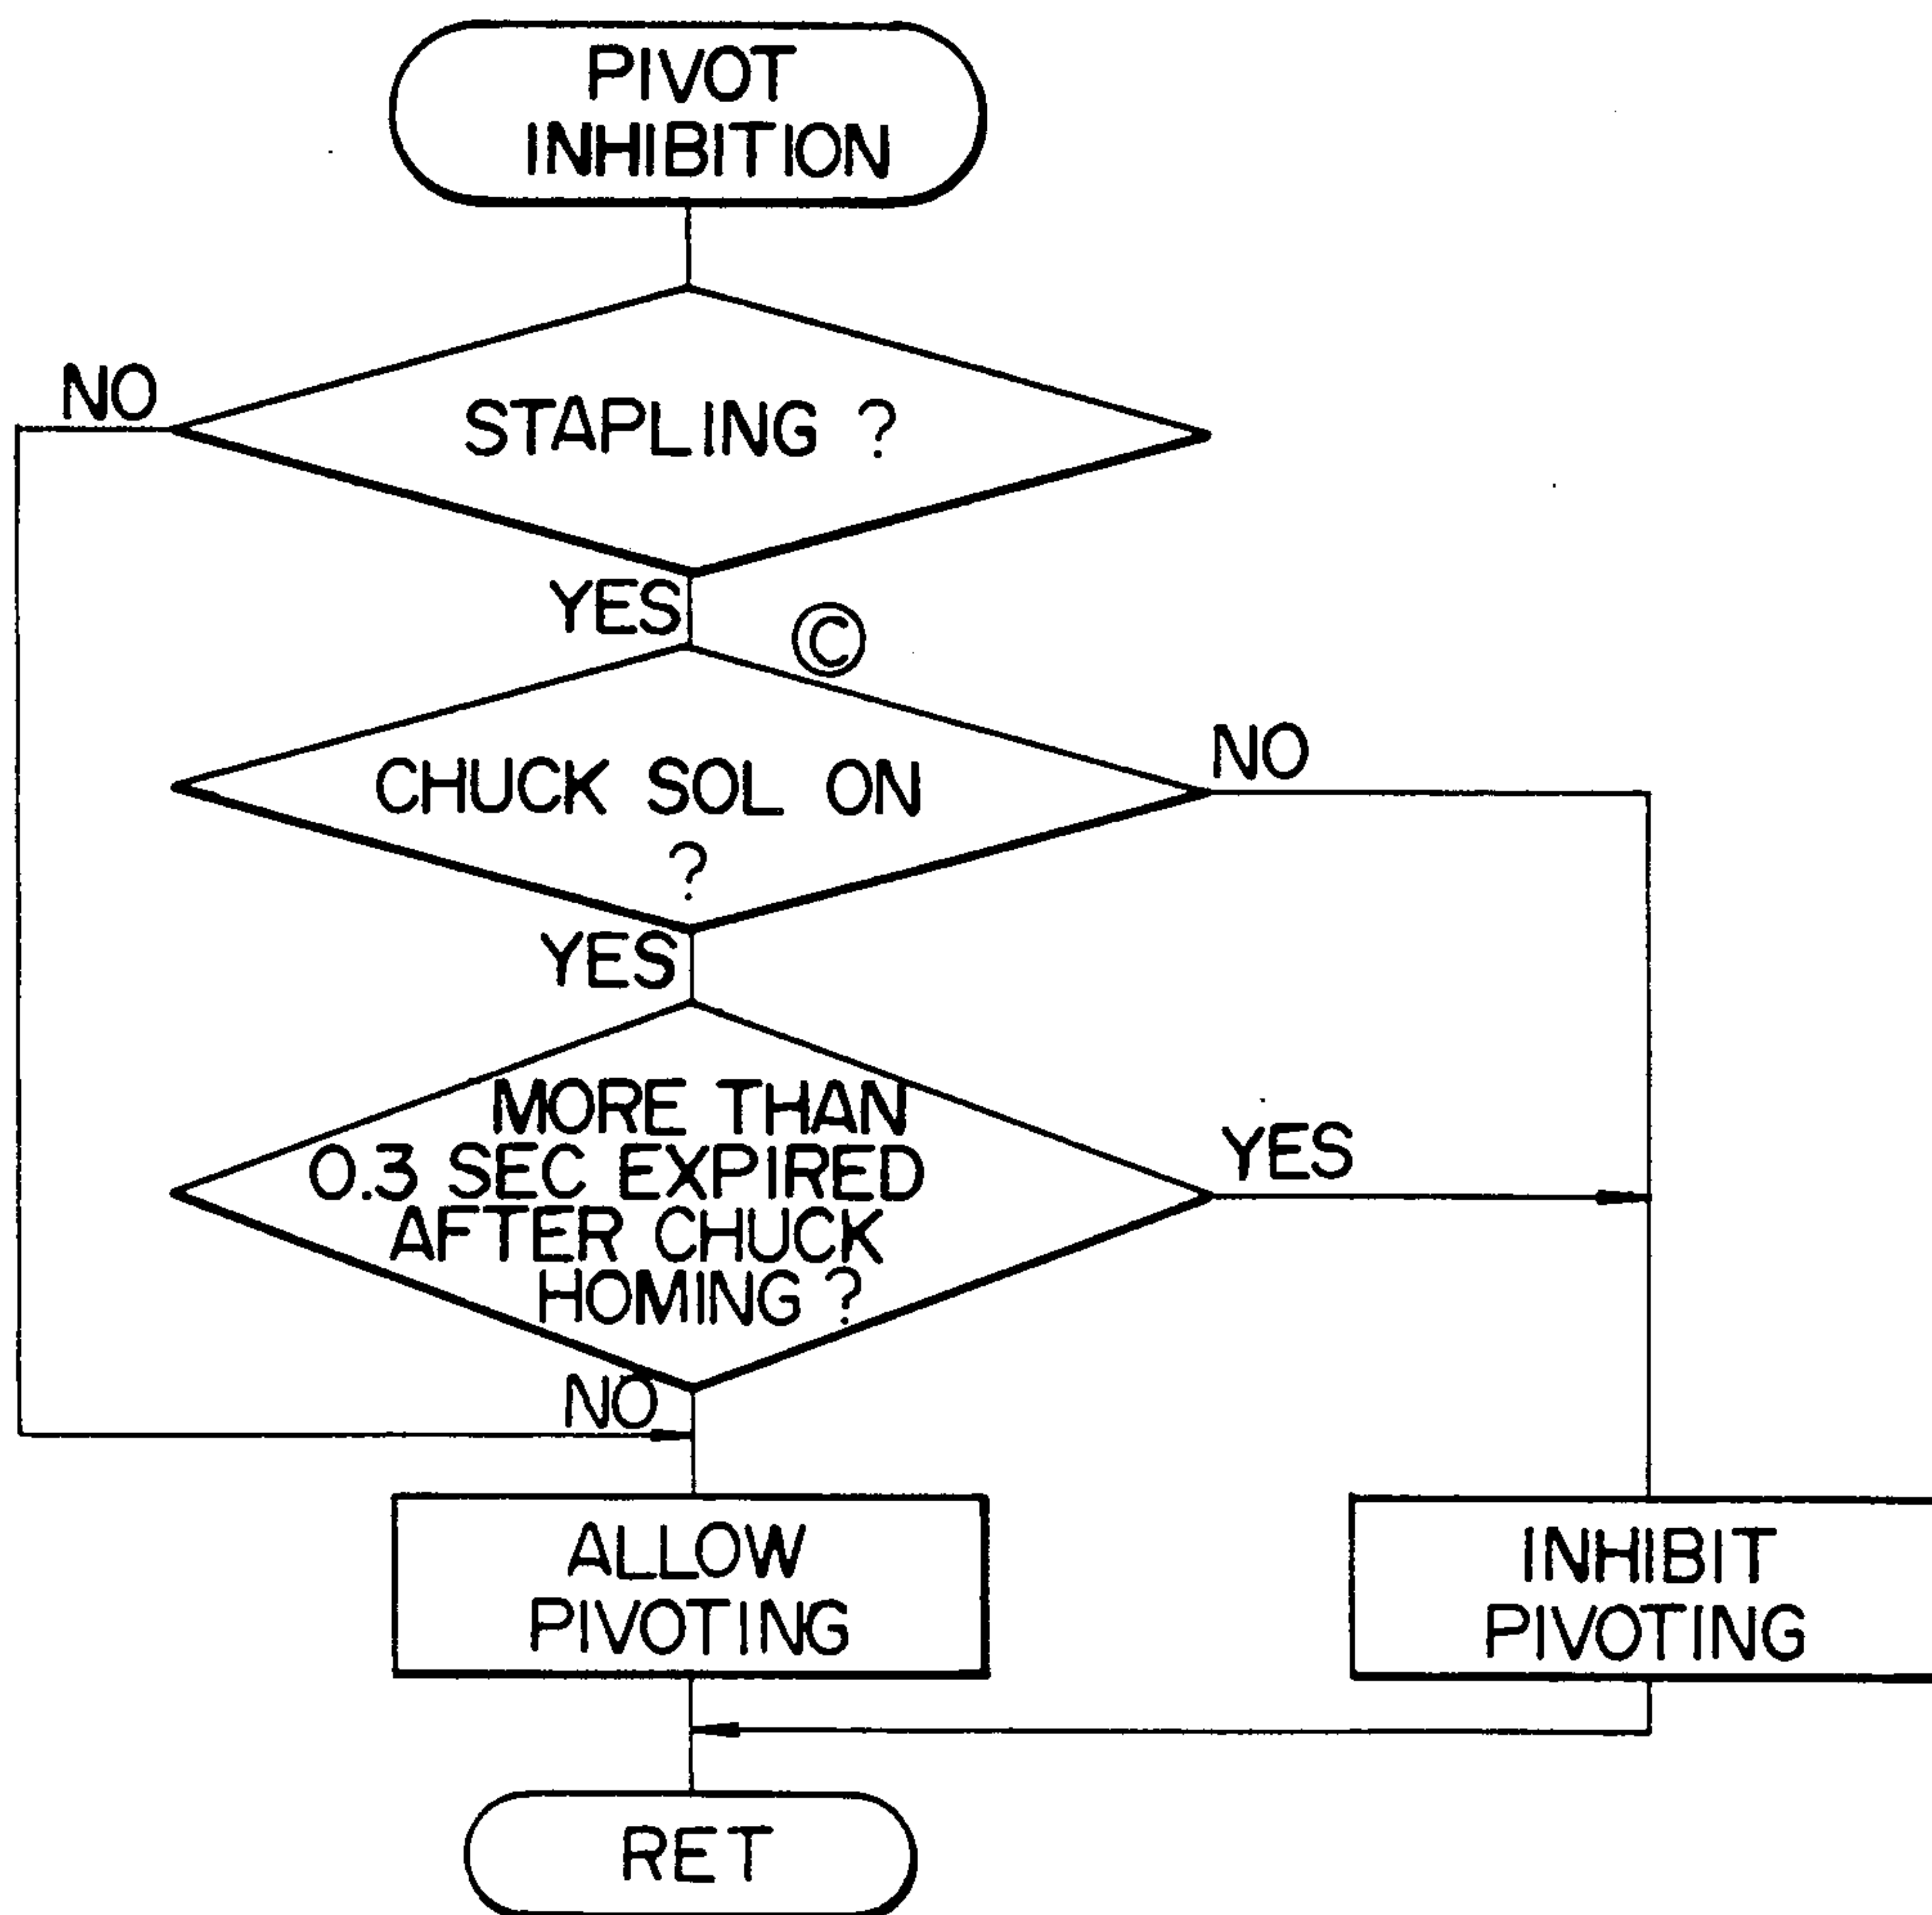 PIVOT
INHIBITION
NO
STAPLING ?
YES
©
CHUCK SOL ON
?
NO
YES
MORE THAN
0.3 SEC EXPIRED
AFTER CHUCK
HOMING ?
YES
NO
ALLOW
PIVOTING
INHIBIT
PIVOTING
RET